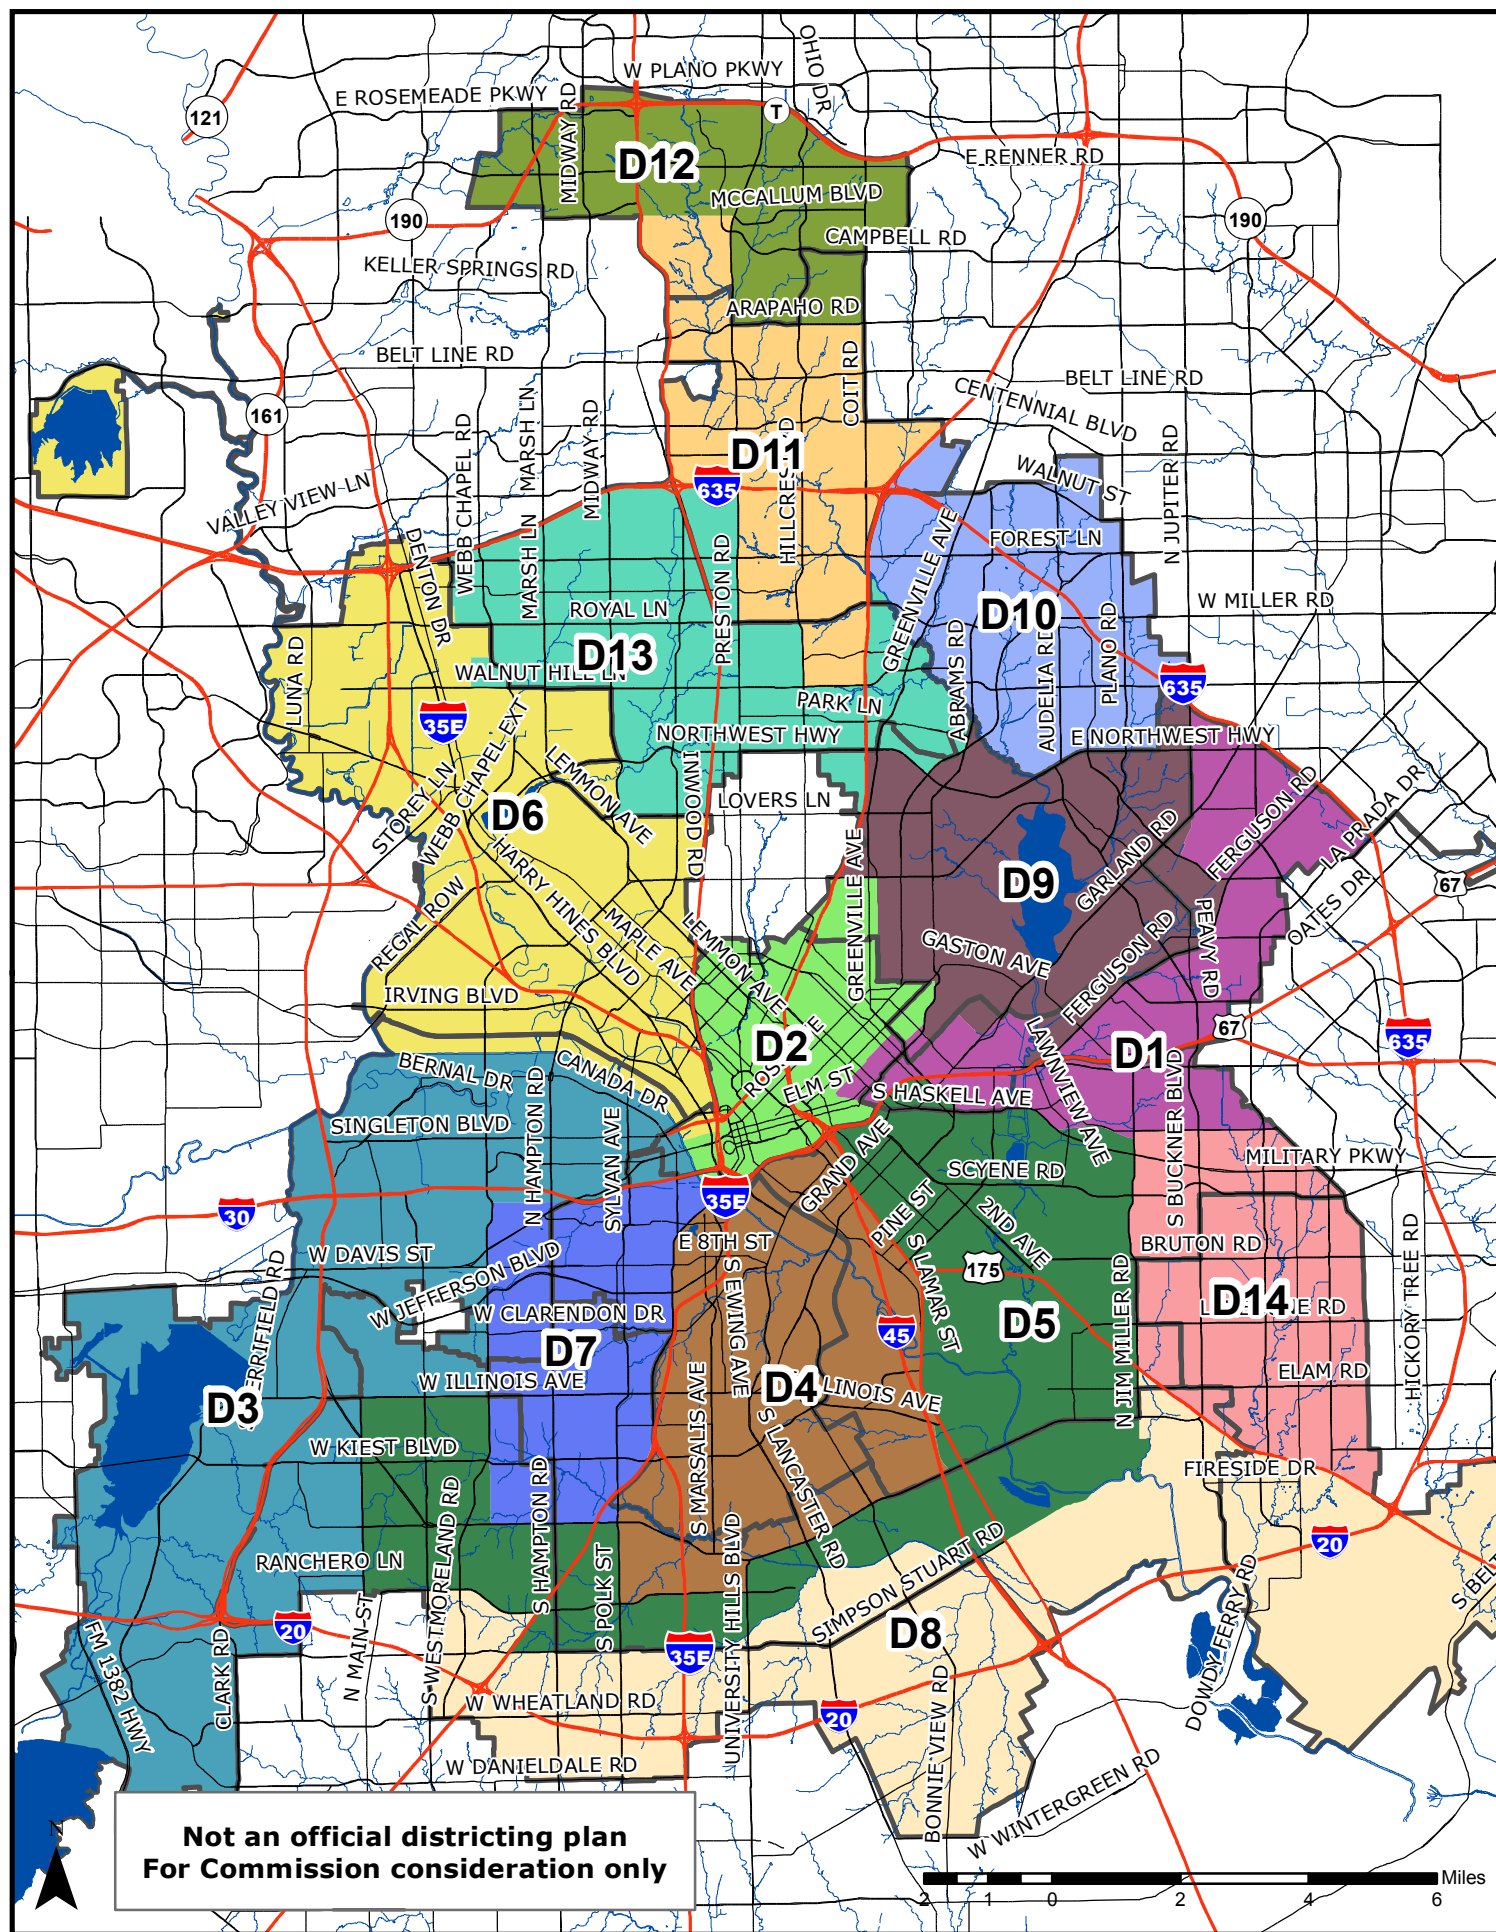 W PLANO PKWY
OHIO DR
E ROSEMEADE PKWY
MIDWAY RD
121
T
E RENNER RD
D12
MCCALLUM BLVD
190
190
CAMPBELL RD
KELLER SPRINGS RD
ARAPAHO RD
BELT LINE RD
COIT RD
BELT LINE RD
CENTENNIAL BLVD
161
WEBB CHAPEL RD
MARSH LN
MIDWAY RD
D11
WALNUT ST
N JUPITER RD
635
VALLEY VIEW LN
DENTON DR
MARSH LN
PRESTON RD
GREENVILLE AVE
FOREST LN
ROYAL LN
D10
W MILLER RD
D13
ABRAMS RD
AUDELIA RD
PLANO RD
LUNA RD
WALNUT HILL LN
635
35E
PARK LN
NORTHWEST HWY
E NORTHWEST HWY
WEBB CHAPEL EXT
LEMMON AVE
INWOOD RD
LOVERS LN
STOREY LN
D6
FERGUSON RD
LA PRADA DR
HARRY HINES BLVD
GREENVILLE AVE
D9
GARLAND RD
67
REGAL ROW
MAPLE AVE
LEMMON AVE
GASTON AVE
FERGUSON RD
PEAVY RD
OATES DR
IRVING BLVD
D2
67
635
D1
BERNAL DR
CANADA DR
ELM ST
S HASKELL AVE
LAWNVIEW AVE
S BUCKNER BLVD
SINGLETON BLVD
N HAMPTON RD
SYLVAN AVE
GRAND AVE
SCYENE RD
MILITARY PKWY
30
35E
PINE ST
2ND AVE
W DAVIS ST
E 8TH ST
BRUTON RD
W JEFFERSON BLVD
S EWING AVE
S LAMAR ST
175
N JIM MILLER RD
HICKORY TREE RD
W CLARENDON DR
D14
D5
45
D7
W ILLINOIS AVE
ELAM RD
D3
D4
S MARSALIS AVE
W KIEST BLVD
S LANCASTER RD
FIRESIDE DR
S WESTMORELAND RD
S HAMPTON RD
20
RANCHERO LN
S POLK ST
UNIVERSITY HILLS BLVD
SIMPSON STUART RD
DOWDY FERRY RD
20
N MAIN ST
D8
FM 1382 HWY
CLARK RD
35E
W WHEATLAND RD
20
BONNIE VIEW RD
W DANIELDALE RD
W WINTERGREEN RD
N
Not an official districting plan
For Commission consideration only
Miles
2 1 0 2 4 6